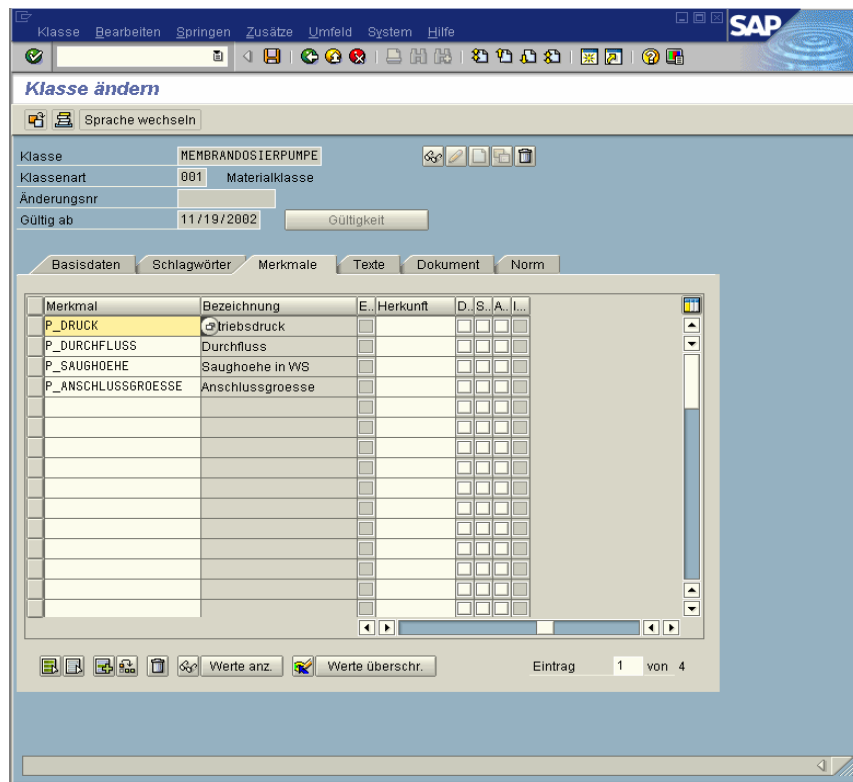 Klasse Bearbeiten Springen Zusätze Umfeld System Hilfe
SAP
Klasse ändern
Sprache wechseln
Klasse MEMBRANDOSIERPUMPE
Klassenart 001 Materialklasse
Änderungsnr
Gültig ab 11/19/2002 Gültigkeit
Basisdaten Schlagwörter Merkmale Texte Dokument Norm
Merkmal Bezeichnung E.. Herkunft D.. S.. A.. I...
P_DRUCK triebsdruck
P_DURCHFLUSS Durchfluss
P_SAUGHOEHE Saughoehe in WS
P_ANSCHLUSSGROESSE Anschlussgroesse
Werte anz. Werte überschr. Eintrag 1 von 4